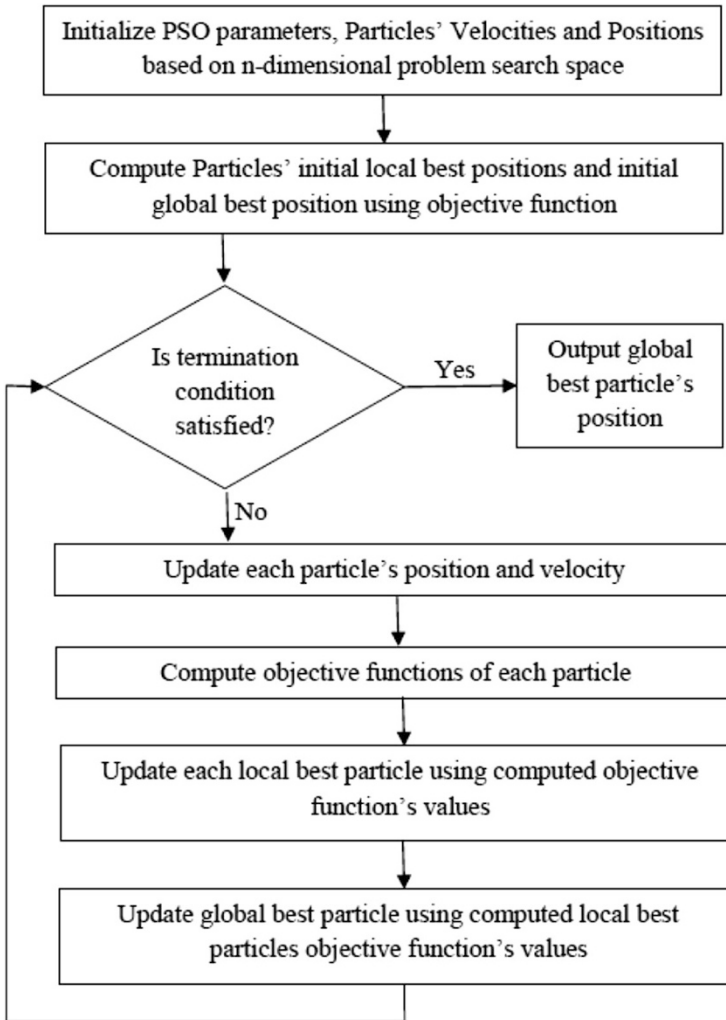 Initialize PSO parameters, Particles’ Velocities and Positions
based on n-dimensional problem search space
Compute Particles’ initial local best positions and initial
global best position using objective function
Is termination
condition
satisfied?
Yes
Output global
best particle’s
position
No
Update each particle’s position and velocity
Compute objective functions of each particle
Update each local best particle using computed objective
function’s values
Update global best particle using computed local best
particles objective function’s values